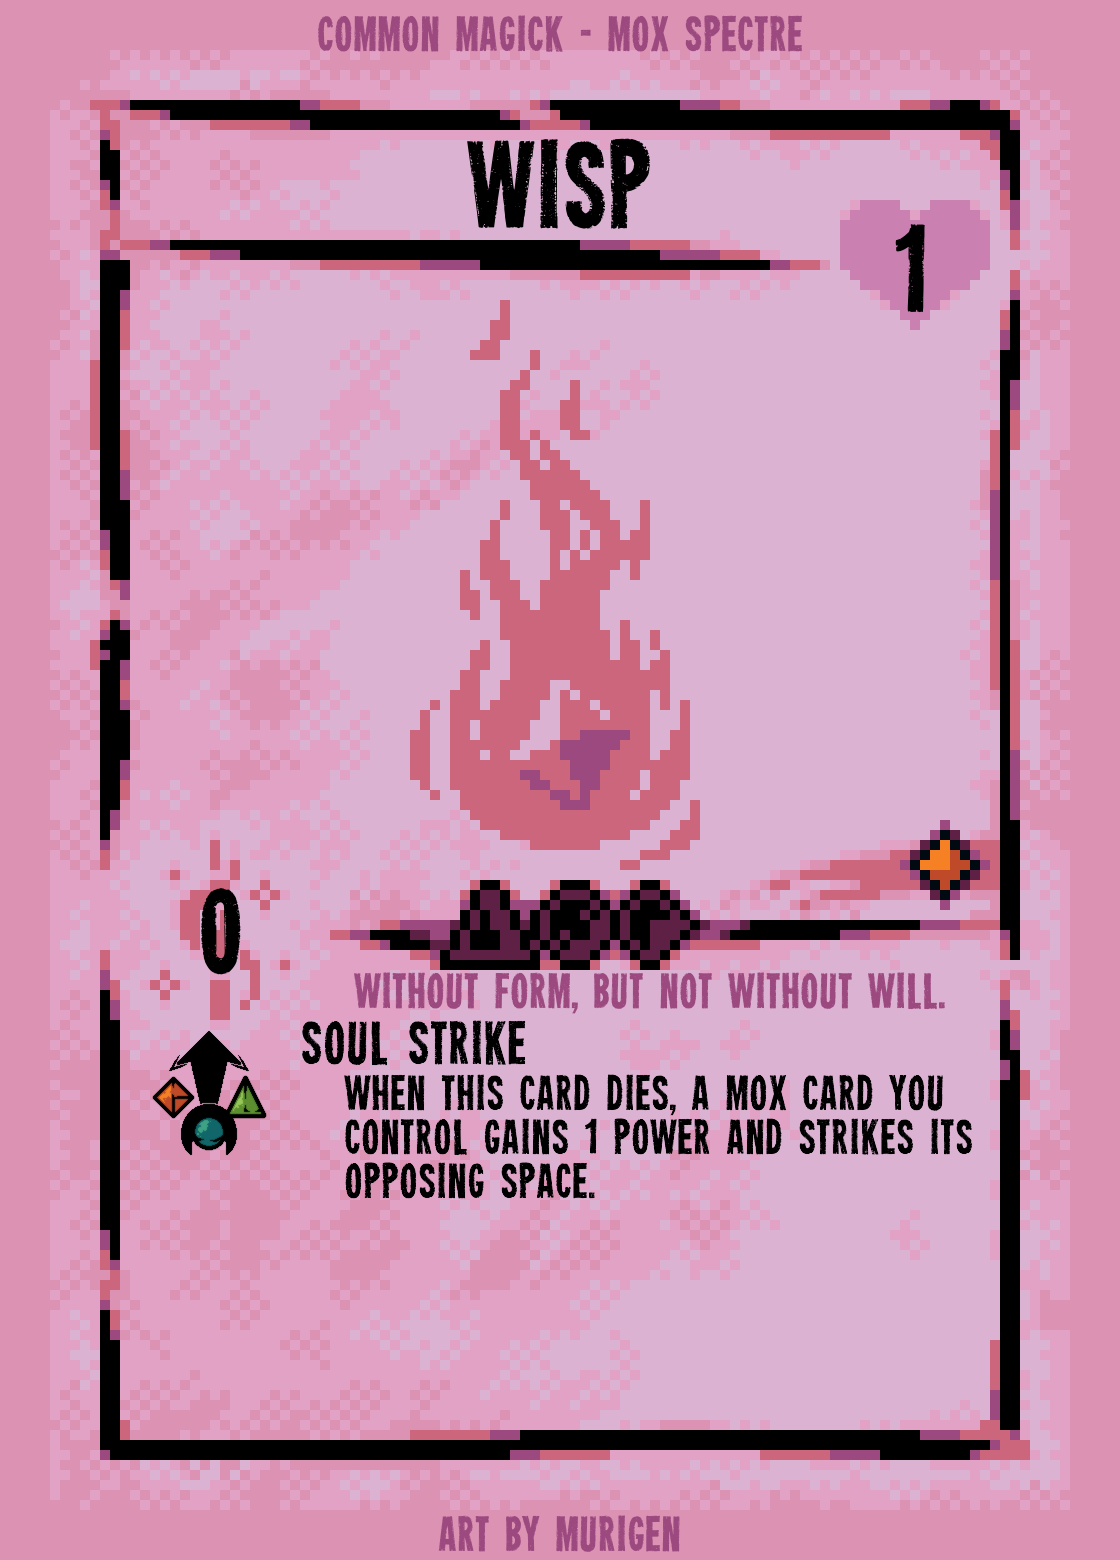 COMMON MAGICK - MOX SPECTRE
WISP
1
0
WITHOUT FORM, BUT NOT WITHOUT WILL.
SOUL STRIKE
WHEN THIS CARD DIES, A MOX CARD YOU
CONTROL GAINS 1 POWER AND STRIKES ITS
OPPOSING SPACE.
ART BY MURIGEN